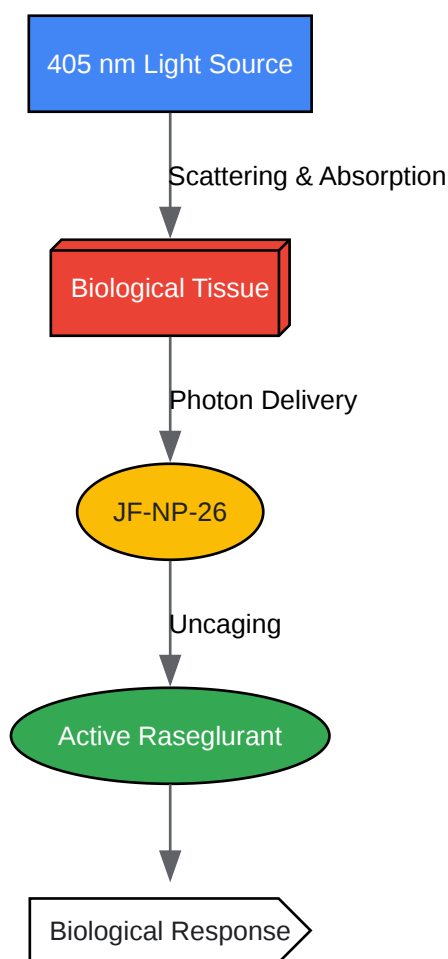 405 nm Light Source
Scattering & Absorption
Biological Tissue
Photon Delivery
JF-NP-26
Uncaging
Active Raseglurant
Biological Response